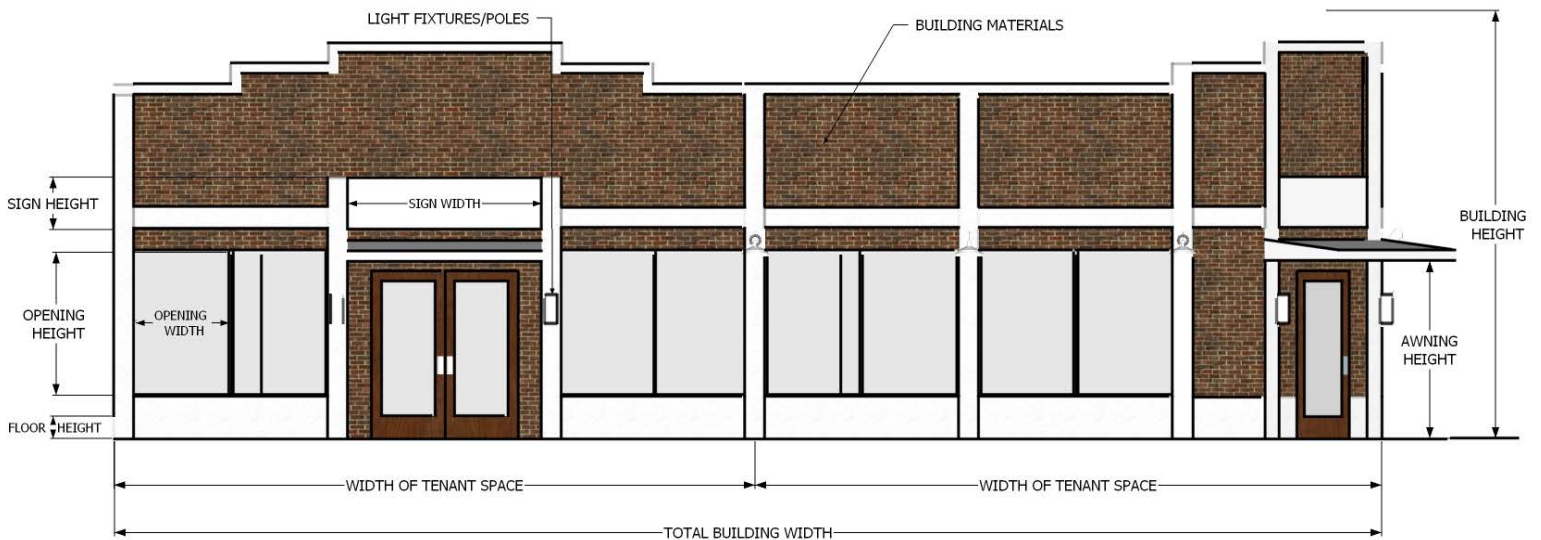 LIGHT FIXTURES/POLES
BUILDING MATERIALS
SIGN HEIGHT
SIGN WIDTH
BUILDING
HEIGHT
OPENING
HEIGHT
OPENING
WIDTH
AWNING
HEIGHT
FLOOR HEIGHT
WIDTH OF TENANT SPACE
WIDTH OF TENANT SPACE
TOTAL BUILDING WIDTH